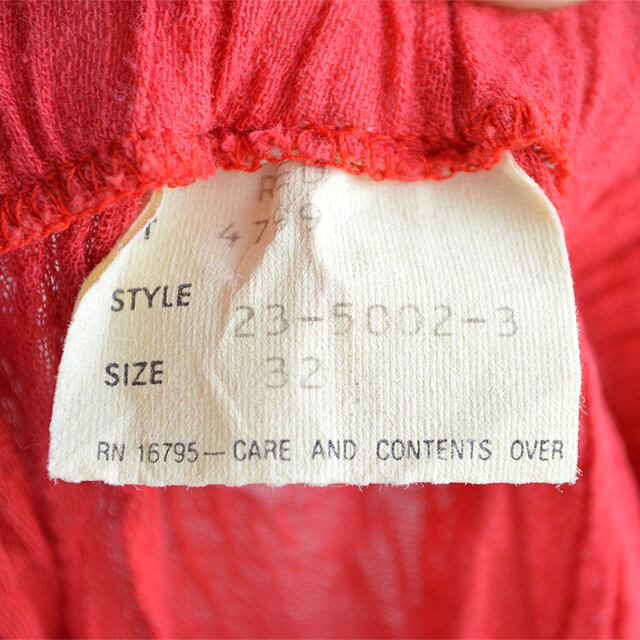 STYLE 23-5002-3
SIZE 32
RN 16795—CARE AND CONTENTS OVER